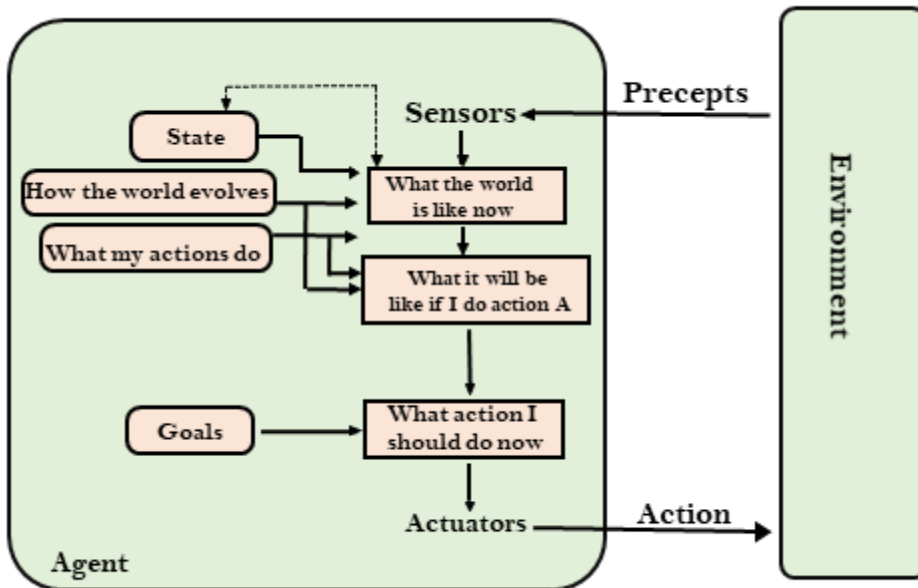 Precepts
Sensors
State
How the world evolves
What the world
is like now
What my actions do
What it will be
like if I do action A
Environment
Goals
What action I
should do now
Actuators
Action
Agent